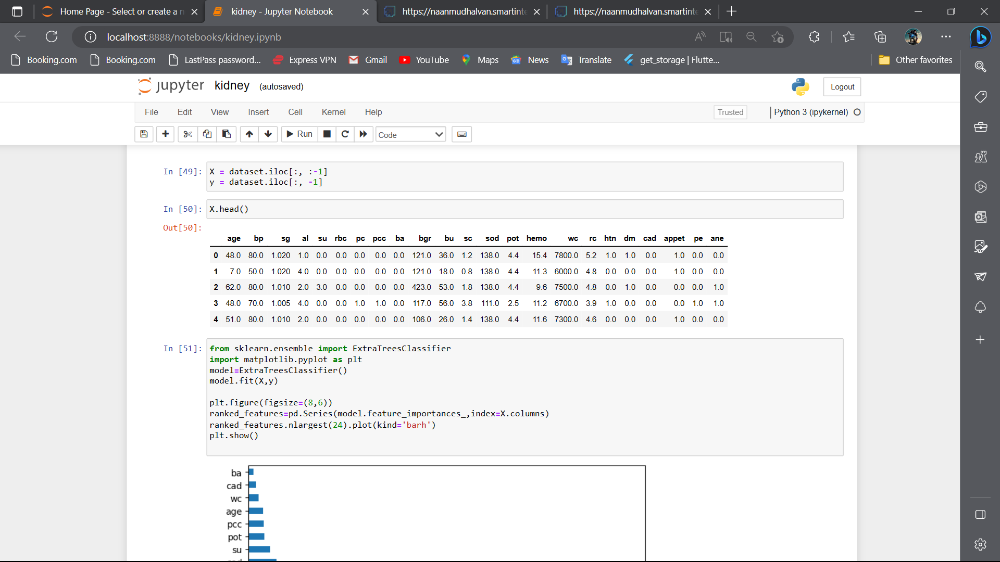 Home Page - Select or create a n
kidney - Jupyter Notebook
https://naanmudhalvan.smartinte
https://naanmudhalvan.smartinte
localhost:8888/notebooks/kidney.ipynb
Booking.com Booking.com LastPass password... Express VPN Gmail YouTube Maps News Translate get_storage | Flutte... Other favorites
jupyter kidney (autosaved) Logout
File Edit View Insert Cell Kernel Help Trusted Python 3 (ipykernel)
Run Code
In [49]: X = dataset.iloc[:, :-1]
y = dataset.iloc[:, -1]
In [50]: X.head()
Out[50]:
age bp sg al su rbc pc pcc ba bgr bu sc sod pot hemo wc rc htn dm cad appet pe ane
0 48.0 80.0 1.020 1.0 0.0 0.0 0.0 0.0 0.0 121.0 36.0 1.2 138.0 4.4 15.4 7800.0 5.2 1.0 1.0 0.0 1.0 0.0 0.0
1 7.0 50.0 1.020 4.0 0.0 0.0 0.0 0.0 0.0 121.0 18.0 0.8 138.0 4.4 11.3 6000.0 4.8 0.0 0.0 0.0 1.0 0.0 0.0
2 62.0 80.0 1.010 2.0 3.0 0.0 0.0 0.0 0.0 423.0 53.0 1.8 138.0 4.4 9.6 7500.0 4.8 0.0 1.0 0.0 0.0 0.0 1.0
3 48.0 70.0 1.005 4.0 0.0 0.0 1.0 1.0 0.0 117.0 56.0 3.8 111.0 2.5 11.2 6700.0 3.9 1.0 0.0 0.0 0.0 1.0 1.0
4 51.0 80.0 1.010 2.0 0.0 0.0 0.0 0.0 0.0 106.0 26.0 1.4 138.0 4.4 11.6 7300.0 4.6 0.0 0.0 0.0 1.0 0.0 0.0
In [51]: from sklearn.ensemble import ExtraTreesClassifier
import matplotlib.pyplot as plt
model=ExtraTreesClassifier()
model.fit(X,y)
plt.figure(figsize=(8,6))
ranked_features=pd.Series(model.feature_importances_,index=X.columns)
ranked_features.nlargest(24).plot(kind='barh')
plt.show()
ba
cad
wc
age
pcc
pot
su